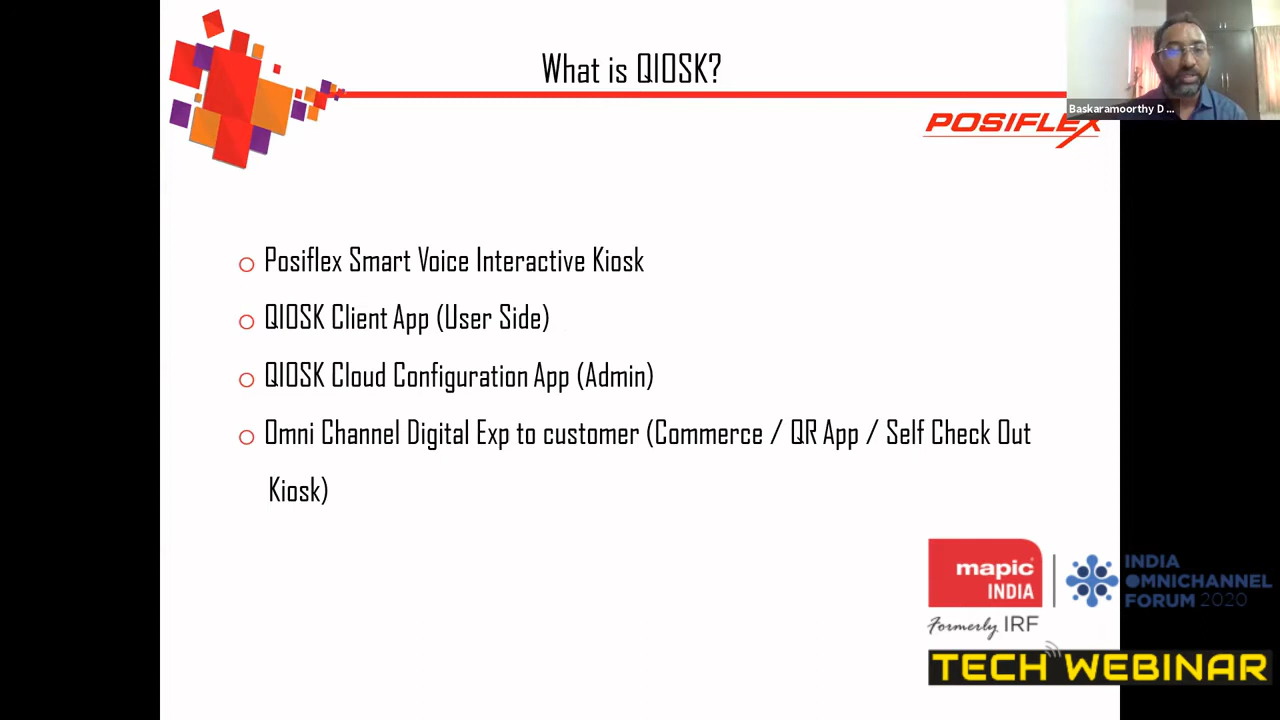 What is QIOSK?
Baskaramoorthy D ...
POSIFLEX
Posiflex Smart Voice Interactive Kiosk
QIOSK Client App (User Side)
QIOSK Cloud Configuration App (Admin)
Omni Channel Digital Exp to customer (Commerce / QR App / Self Check Out
Kiosk)
mapic
INDIA
Formerly IRF
INDIA
OMNICHANNEL
FORUM 2020
TECH WEBINAR